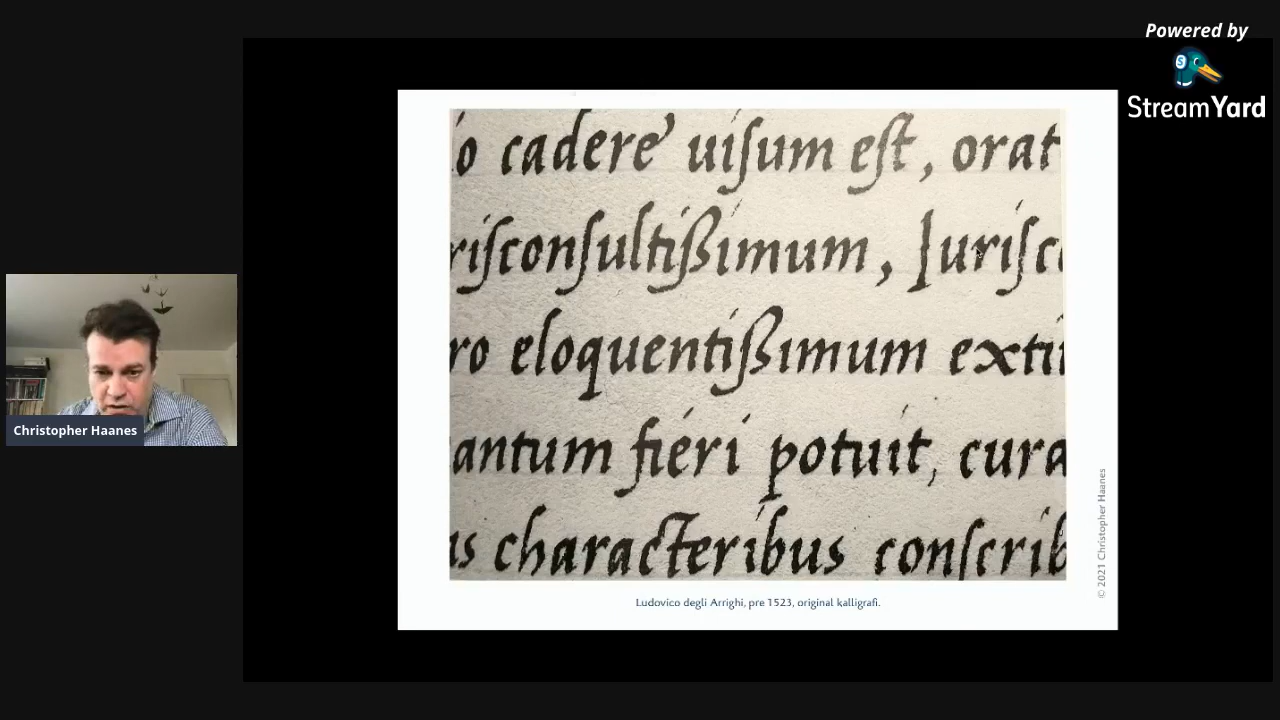 Powered by
StreamYard
o cadere uiſum eſt, orat
riſconſultißimum, Juriſc
ro eloquentißimum exti
antum fieri potuit, cura
us characteribus conſcrib
Ludovico degli Arrighi, pre 1523, original kalligrafi.
© 2021 Christopher Haanes
Christopher Haanes